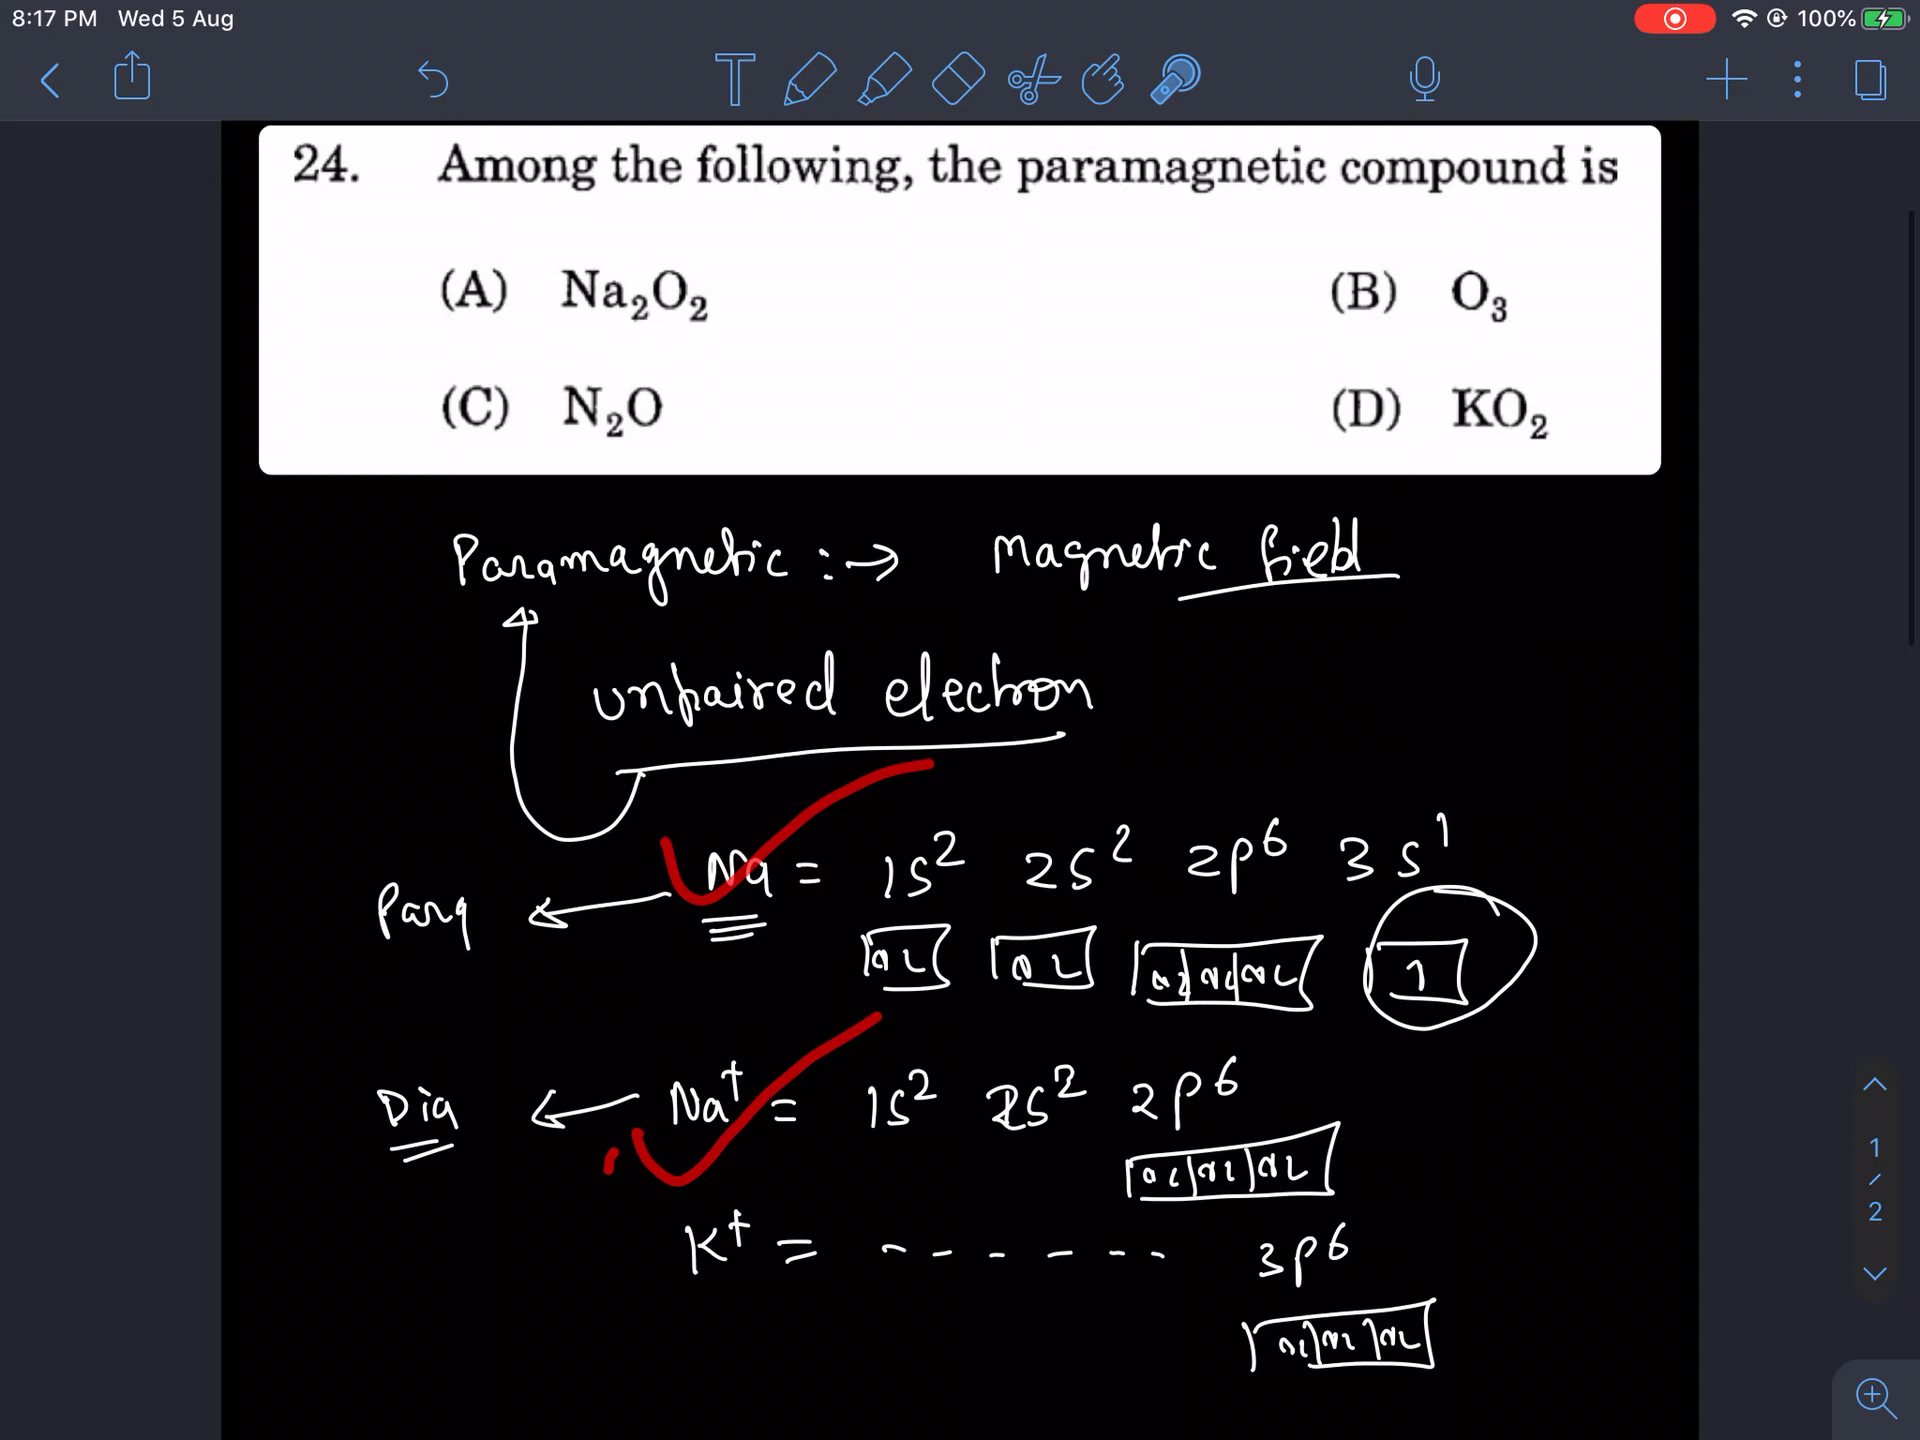 8:17 PM Wed 5 Aug 100%
24. Among the following, the paramagnetic compound is
(A) Na₂O₂ (B) O₃
(C) N₂O (D) KO₂
Paramagnetic :→ Magnetic field
unpaired electron
Para ← Na = 1s² 2s² 2p⁶ 3s¹
1
Dia ← Na⁺ = 1s² 2s² 2p⁶
K⁺ = - - - - - - 3p⁶
1
/
2